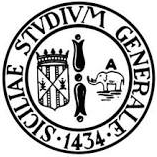 SICILIAE STVDIVM GENERALE
· 1434 ·
A